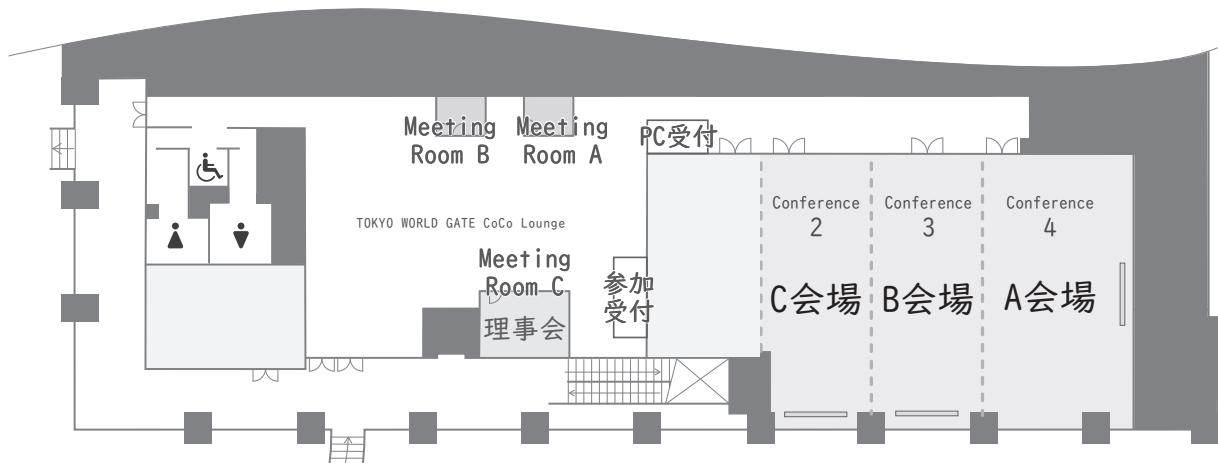 Meeting
Room B
Meeting
Room A
PC受付
Conference
2
Conference
3
Conference
4
TOKYO WORLD GATE CoCo Lounge
Meeting
Room C
理事会
参加
受付
C会場
B会場
A会場